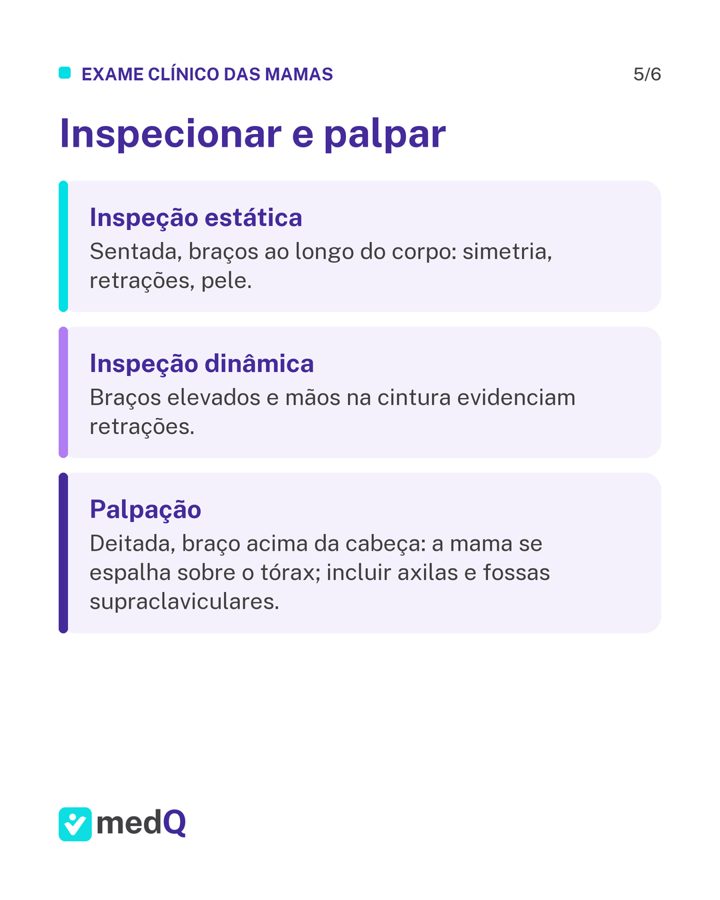 EXAME CLÍNICO DAS MAMAS
5/6
Inspecionar e palpar
Inspeção estática
Sentada, braços ao longo do corpo: simetria,
retrações, pele.
Inspeção dinâmica
Braços elevados e mãos na cintura evidenciam
retrações.
Palpação
Deitada, braço acima da cabeça: a mama se
espalha sobre o tórax; incluir axilas e fossas
supraclaviculares.
medQ